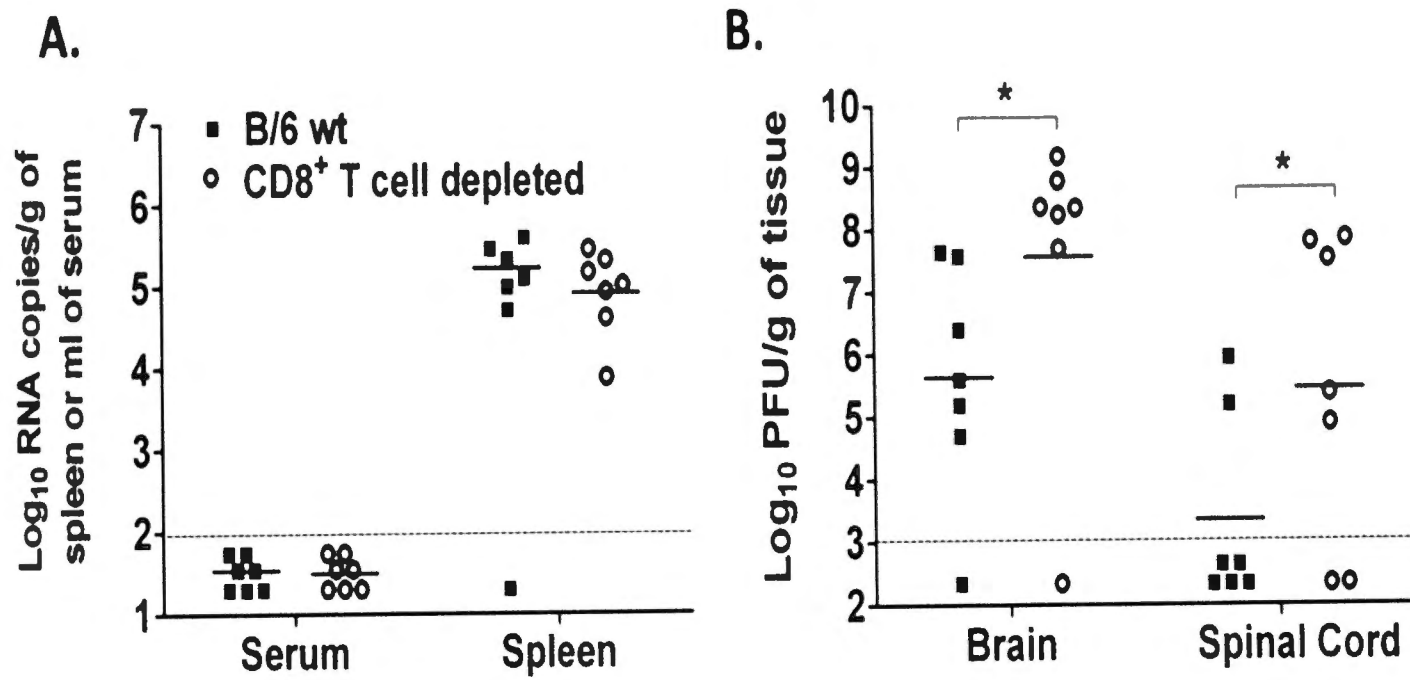 A.
B.
Log₁₀ RNA copies/g of
spleen or ml of serum
7
6
5
4
3
2
1
■ B/6 wt
○ CD8⁺ T cell depleted
Serum
Spleen
Log₁₀ PFU/g of tissue
10
9
8
7
6
5
4
3
2
*
*
Brain
Spinal Cord